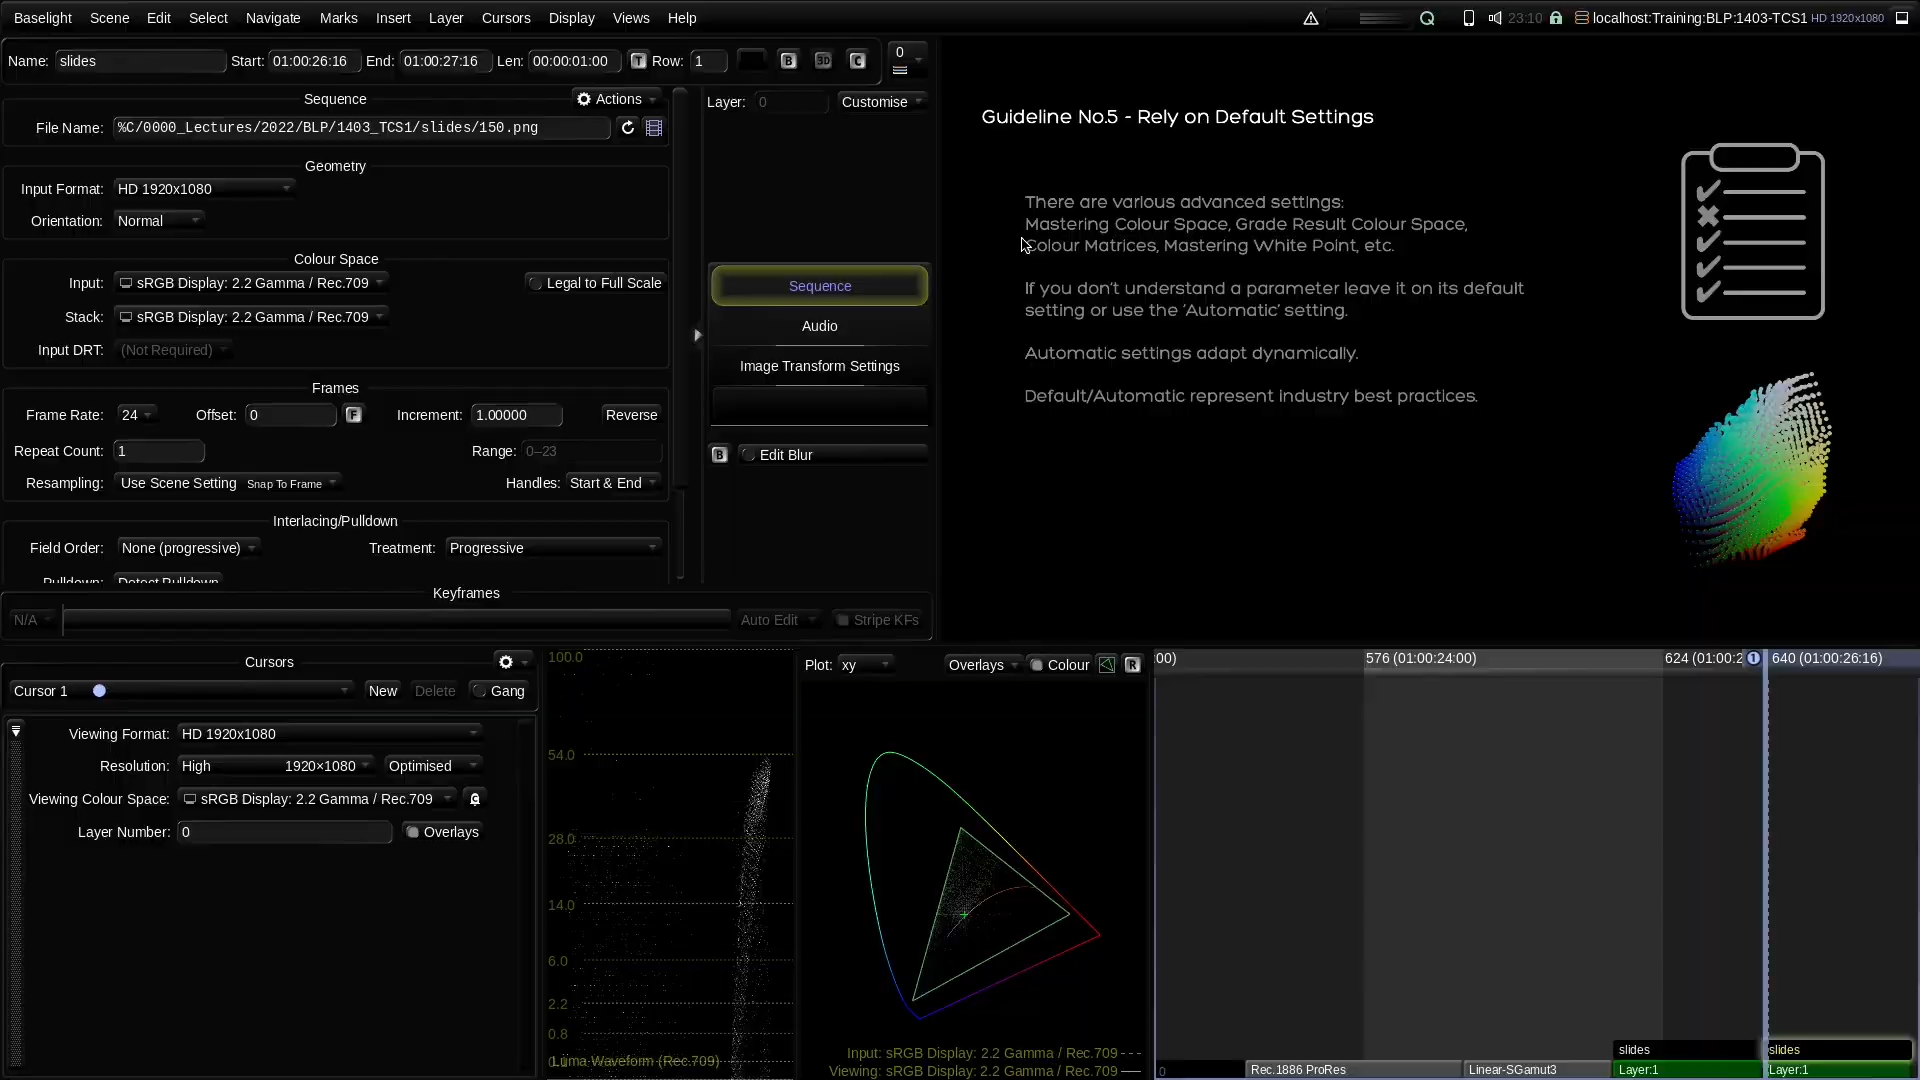 Baselight Scene Edit Select Navigate Marks Insert Layer Cursors Display Views Help
23:10 localhost:Training:BLP:1403-TCS1 HD 1920x1080
Name: slides Start: 01:00:26:16 End: 01:00:27:16 Len: 00:00:01:00 T Row: 1 B 3D C 0
Sequence Actions
File Name: %C/0000_Lectures/2022/BLP/1403_TCS1/slides/150.png
Geometry
Input Format: HD 1920x1080
Orientation: Normal
Colour Space
Input: sRGB Display: 2.2 Gamma / Rec.709 Legal to Full Scale
Stack: sRGB Display: 2.2 Gamma / Rec.709
Input DRT: (Not Required)
Frames
Frame Rate: 24 Offset: 0 F Increment: 1.00000 Reverse
Repeat Count: 1 Range: 0–23
Resampling: Use Scene Setting Snap To Frame Handles: Start & End
Interlacing/Pulldown
Field Order: None (progressive) Treatment: Progressive
Pulldown: Detect Pulldown
Keyframes
N/A Auto Edit Stripe KFs
Layer: 0 Customise
Sequence
Audio
Image Transform Settings
B Edit Blur
Guideline No.5 - Rely on Default Settings
There are various advanced settings:
Mastering Colour Space, Grade Result Colour Space,
Colour Matrices, Mastering White Point, etc.
If you don't understand a parameter leave it on its default
setting or use the 'Automatic' setting.
Automatic settings adapt dynamically.
Default/Automatic represent industry best practices.
Cursors
Cursor 1 New Delete Gang
Viewing Format: HD 1920x1080
Resolution: High 1920×1080 Optimised
Viewing Colour Space: sRGB Display: 2.2 Gamma / Rec.709
Layer Number: 0 Overlays
100.0
54.0
28.0
14.0
6.0
2.2
0.8
Luma Waveform (Rec.709)
Plot: xy Overlays Colour R
Input: sRGB Display: 2.2 Gamma / Rec.709
Viewing: sRGB Display: 2.2 Gamma / Rec.709
:00) 576 (01:00:24:00) 624 (01:00:2 1 640 (01:00:26:16)
slides slides
0 Rec.1886 ProRes Linear-SGamut3 Layer:1 Layer:1